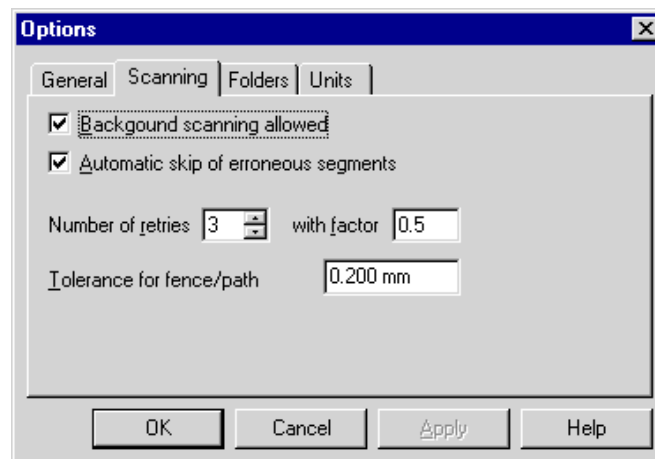 Options
General Scanning Folders Units
Backgound scanning allowed
Automatic skip of erroneous segments
Number of retries 3 with factor 0.5
Tolerance for fence/path 0.200 mm
OK Cancel Apply Help